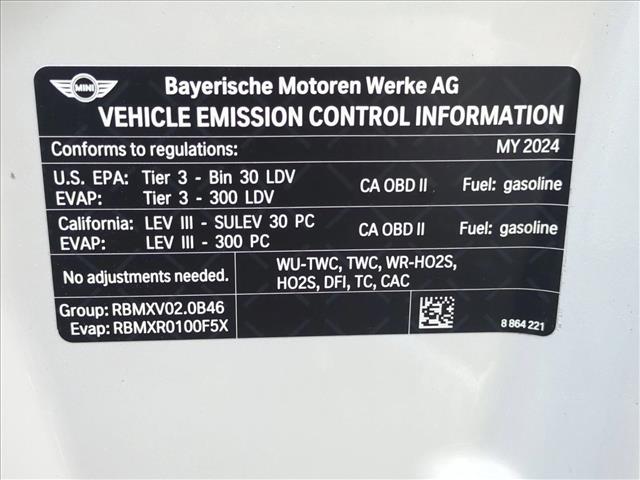 MINI
Bayerische Motoren Werke AG
VEHICLE EMISSION CONTROL INFORMATION
Conforms to regulations: MY 2024
U.S. EPA: Tier 3 - Bin 30 LDV CA OBD II Fuel: gasoline
EVAP: Tier 3 - 300 LDV
California: LEV III - SULEV 30 PC CA OBD II Fuel: gasoline
EVAP: LEV III - 300 PC
No adjustments needed.
WU-TWC, TWC, WR-HO2S,
HO2S, DFI, TC, CAC
Group: RBMXV02.0B46
Evap: RBMXR0100F5X
8 864 221